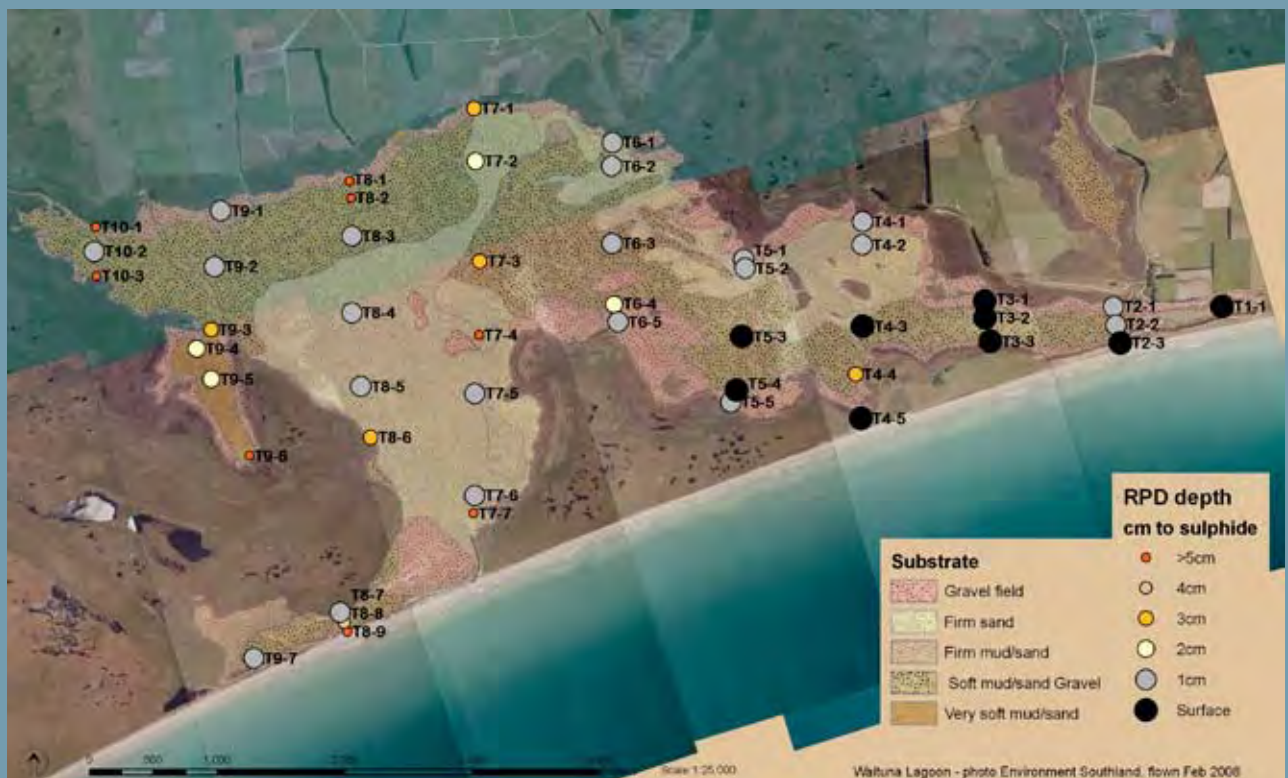 T7-1
T6-1
T7-2
T6-2
T8-1
T8-2
T9-1
T4-1
T10-1
T8-3
T6-3
T4-2
T10-2
T5-1
T9-2
T7-3
T5-2
T10-3
T3-1
T6-4
T2-1
T1-1
T8-4
T3-2
T6-5
T4-3
T2-2
T9-3
T7-4
T5-3
T3-3
T2-3
T9-4
T4-4
T9-5
T8-5
T5-4
T7-5
T5-5
T4-5
T8-6
T9-6
T7-6
T7-7
T8-7
T8-8
T8-9
T9-7
RPD depth
cm to sulphide
>5cm
4cm
3cm
2cm
1cm
Surface
Substrate
Gravel field
Firm sand
Firm mud/sand
Soft mud/sand Gravel
Very soft mud/sand
0 500 1,000
Scale 1:25,000
Waituna Lagoon - photo Environment Southland, flown Feb 2008